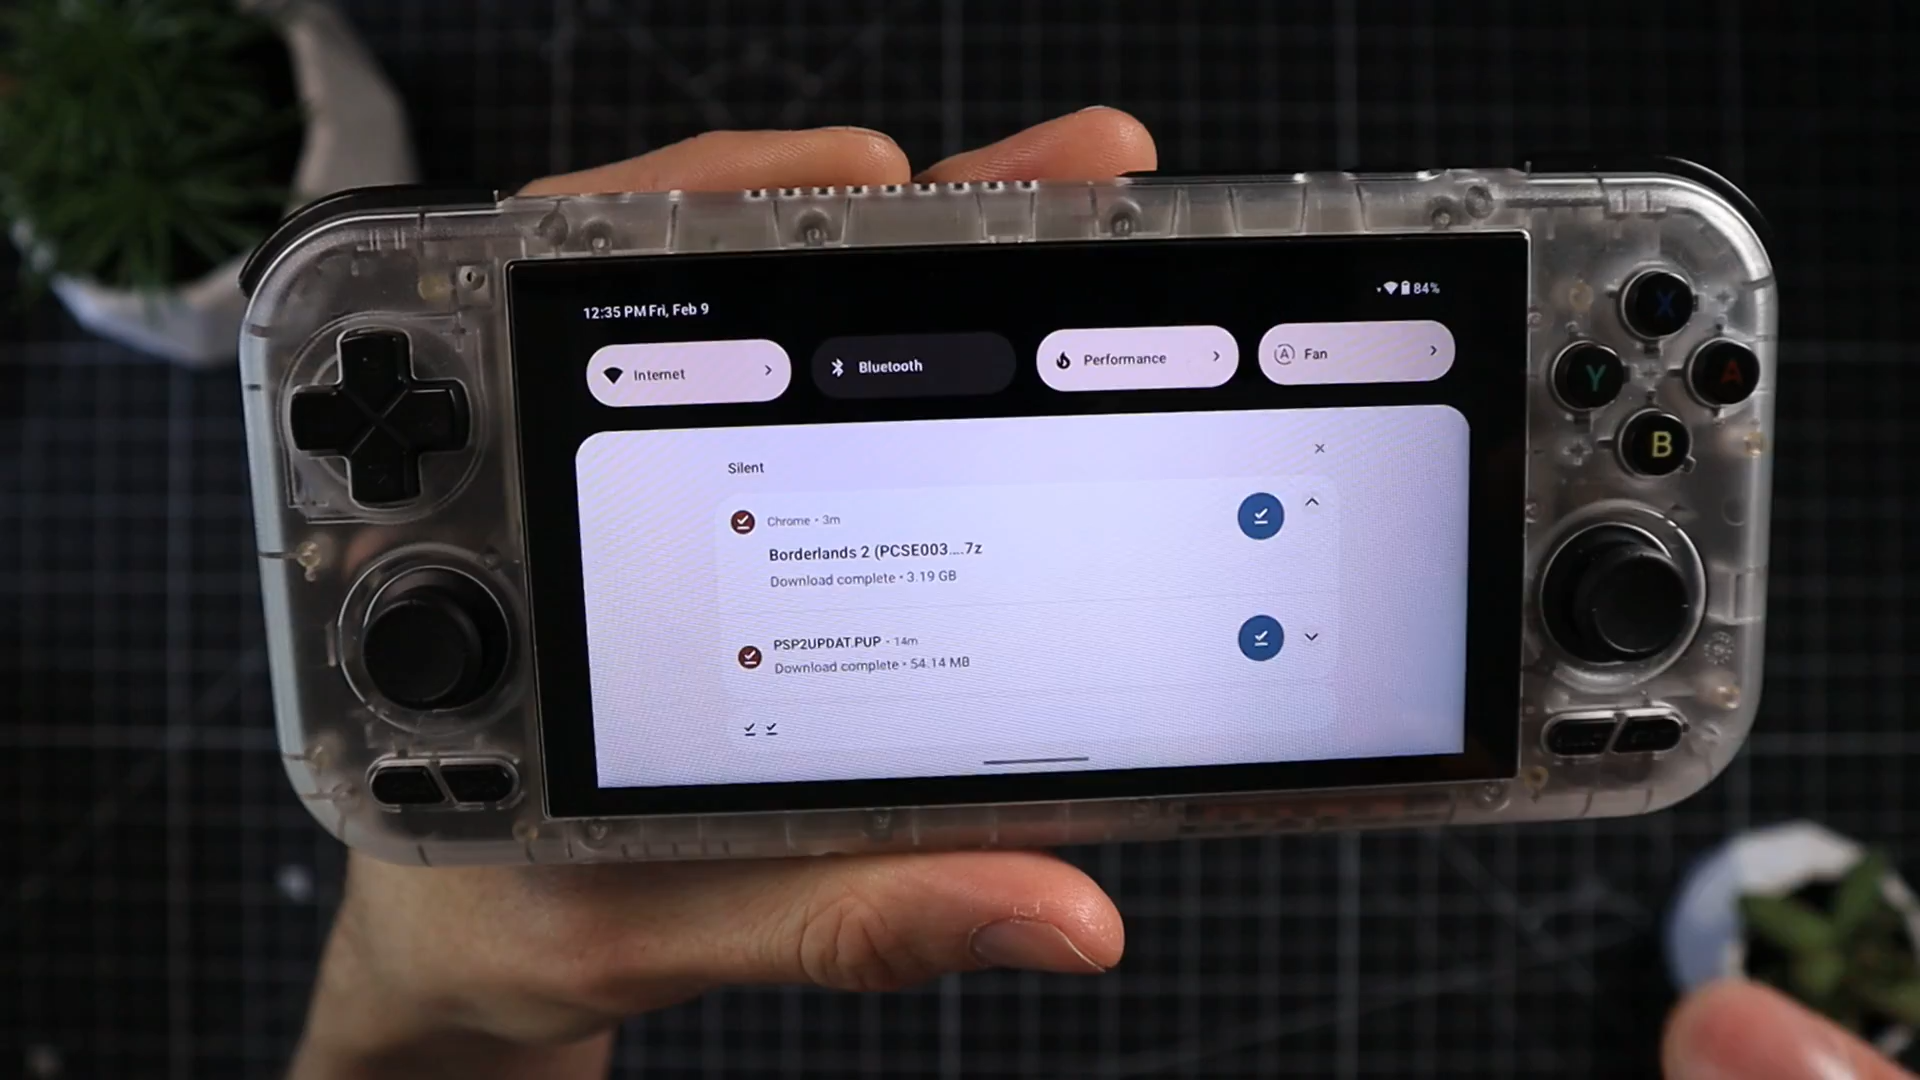 12:35 PM Fri, Feb 9
84%
Internet
Bluetooth
Performance
A Fan
Silent
Chrome • 3m
Borderlands 2 (PCSE003....7z
Download complete • 3.19 GB
PSP2UPDAT.PUP • 14m
Download complete • 54.14 MB
X
Y
A
B